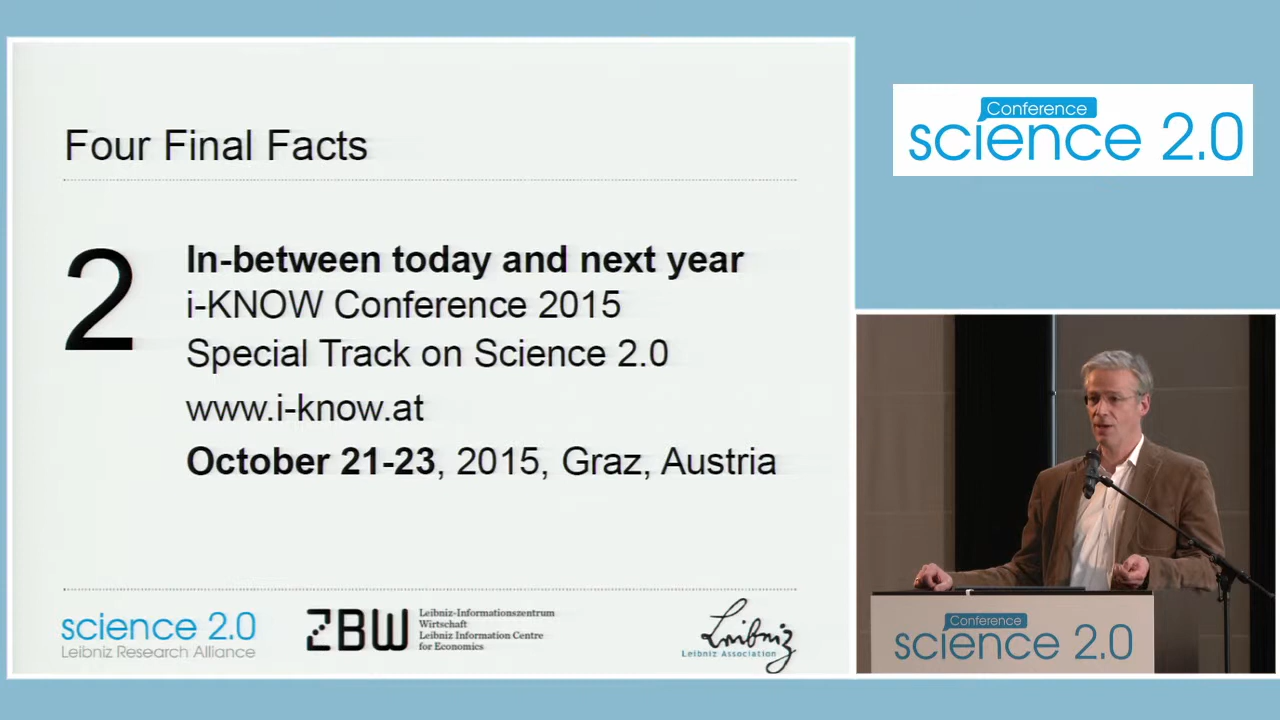 Four Final Facts
2
In-between today and next year
i-KNOW Conference 2015
Special Track on Science 2.0
www.i-know.at
October 21-23, 2015, Graz, Austria
science 2.0
Leibniz Research Alliance
ZBW
Leibniz-Informationszentrum
Wirtschaft
Leibniz Information Centre
for Economics
Leibniz
Leibniz Association
Conference
science 2.0
Conference
science 2.0